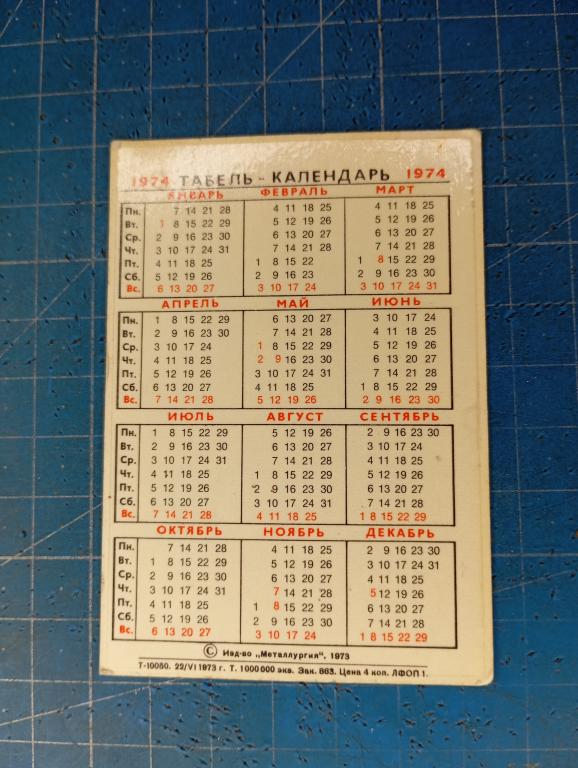 1974 ТАБЕЛЬ - КАЛЕНДАРЬ 1974
ЯНВАРЬ ФЕВРАЛЬ МАРТ
Пн. 7 14 21 28 4 11 18 25 4 11 18 25
Вт. 1 8 15 22 29 5 12 19 26 5 12 19 26
Ср. 2 9 16 23 30 6 13 20 27 6 13 20 27
Чт. 3 10 17 24 31 7 14 21 28 7 14 21 28
Пт. 4 11 18 25 1 8 15 22 1 8 15 22 29
Сб. 5 12 19 26 2 9 16 23 2 9 16 23 30
Вс. 6 13 20 27 3 10 17 24 3 10 17 24 31
АПРЕЛЬ МАЙ ИЮНЬ
Пн. 1 8 15 22 29 6 13 20 27 3 10 17 24
Вт. 2 9 16 23 30 7 14 21 28 4 11 18 25
Ср. 3 10 17 24 1 8 15 22 29 5 12 19 26
Чт. 4 11 18 25 2 9 16 23 30 6 13 20 27
Пт. 5 12 19 26 3 10 17 24 31 7 14 21 28
Сб. 6 13 20 27 4 11 18 25 1 8 15 22 29
Вс. 7 14 21 28 5 12 19 26 2 9 16 23 30
ИЮЛЬ АВГУСТ СЕНТЯБРЬ
Пн. 1 8 15 22 29 5 12 19 26 2 9 16 23 30
Вт. 2 9 16 23 30 6 13 20 27 3 10 17 24
Ср. 3 10 17 24 31 7 14 21 28 4 11 18 25
Чт. 4 11 18 25 1 8 15 22 29 5 12 19 26
Пт. 5 12 19 26 2 9 16 23 30 6 13 20 27
Сб. 6 13 20 27 3 10 17 24 31 7 14 21 28
Вс. 7 14 21 28 4 11 18 25 1 8 15 22 29
ОКТЯБРЬ НОЯБРЬ ДЕКАБРЬ
Пн. 7 14 21 28 4 11 18 25 2 9 16 23 30
Вт. 1 8 15 22 29 5 12 19 26 3 10 17 24 31
Ср. 2 9 16 23 30 6 13 20 27 4 11 18 25
Чт. 3 10 17 24 31 7 14 21 28 5 12 19 26
Пт. 4 11 18 25 1 8 15 22 29 6 13 20 27
Сб. 5 12 19 26 2 9 16 23 30 7 14 21 28
Вс. 6 13 20 27 3 10 17 24 1 8 15 22 29
© Изд-во „Металлургия", 1973
Т-10050. 22/VI 1973 г. Т. 1 000 000 экз. Зак. 863. Цена 4 коп. ЛФОП 1.